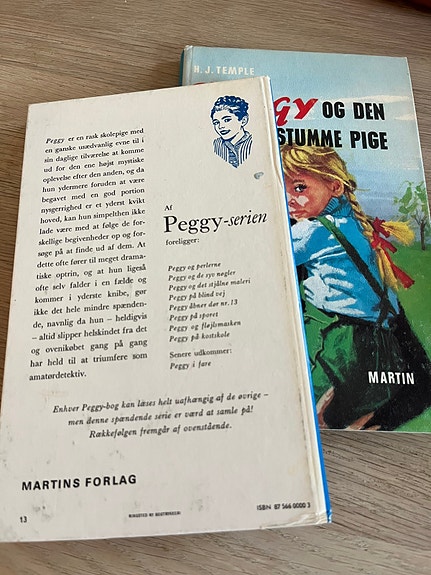 N. J. TEMPLE
GY OG DEN
STUMME PIGE
MARTIN
Peggy er en rask skolepige med
en ganske usædvanlig evne til i
sin daglige tilværelse at komme
ud for den ene højst mystiske
oplevelse efter den anden, og da
hun ydermere foruden at være
begavet med en god portion
nysgerrighed er et yderst kvikt
hoved, kan hun simpelthen ikke
lade være med at følge de for-
skellige begivenheder op og for-
søge på at finde ud af dem. At
dette ofte fører til meget drama-
tiske optrin, og at hun ligeså
ofte selv falder i en fælde og
kommer i yderste knibe, gør
ikke det hele mindre spænden-
de, navnlig da hun – heldigvis
– altid slipper helskindet fra det
og ovenikøbet gang på gang
har held til at triumfere som
amatørdetektiv.
Af
Peggy-serien
foreligger:
Peggy og perlerne
Peggy og de syv nøgler
Peggy og det stjålne maleri
Peggy på blind vej
Peggy åbner dør nr. 13
Peggy på sporet
Peggy og fløjlsmasken
Peggy på kostskole
Senere udkommer:
Peggy i fare
Enhver Peggy-bog kan læses helt uafhængig af de øvrige –
men denne spændende serie er værd at samle på!
Rækkefølgen fremgår af ovenstående.
MARTINS FORLAG
13
ISBN 87 566 0000 3